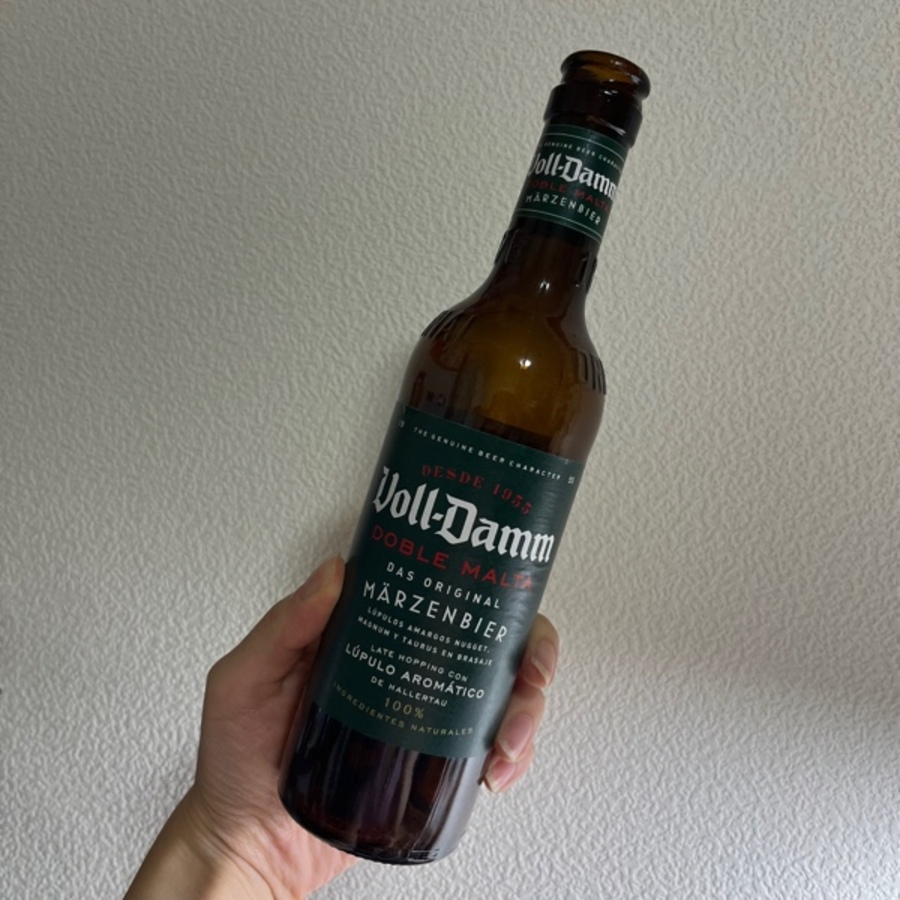 Voll-Damm
DOBLE MALTA
MÄRZENBIER
THE GENUINE BEER CHARACTER
DESDE 1953
Voll-Damm
DOBLE MALTA
DAS ORIGINAL
MÄRZENBIER
LÚPULOS AMARGOS NUGGET,
MAGNUM Y TAURUS EN BRASAJE
LATE HOPPING CON
LÚPULO AROMÁTICO
DE HALLERTAU
100%
INGREDIENTES NATURALES